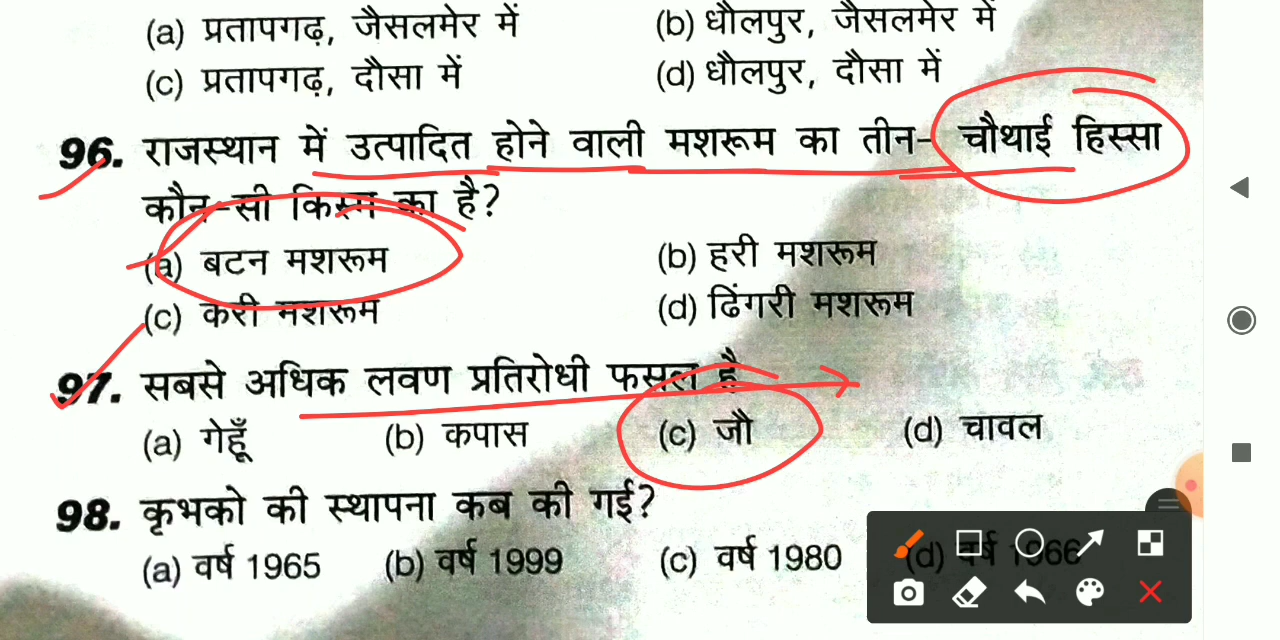 (a) प्रतापगढ़, जैसलमेर में (b) धौलपुर, जैसलमेर में
(c) प्रतापगढ़, दौसा में (d) धौलपुर, दौसा में
96. राजस्थान में उत्पादित होने वाली मशरूम का तीन- चौथाई हिस्सा
कौन-सी किस्म का है?
(a) बटन मशरूम (b) हरी मशरूम
(c) करी मशरूम (d) ढिंगरी मशरूम
97. सबसे अधिक लवण प्रतिरोधी फसल है
(a) गेहूँ (b) कपास (c) जौ (d) चावल
98. कृभको की स्थापना कब की गई?
(a) वर्ष 1965 (b) वर्ष 1999 (c) वर्ष 1980 (d) वर्ष 1966